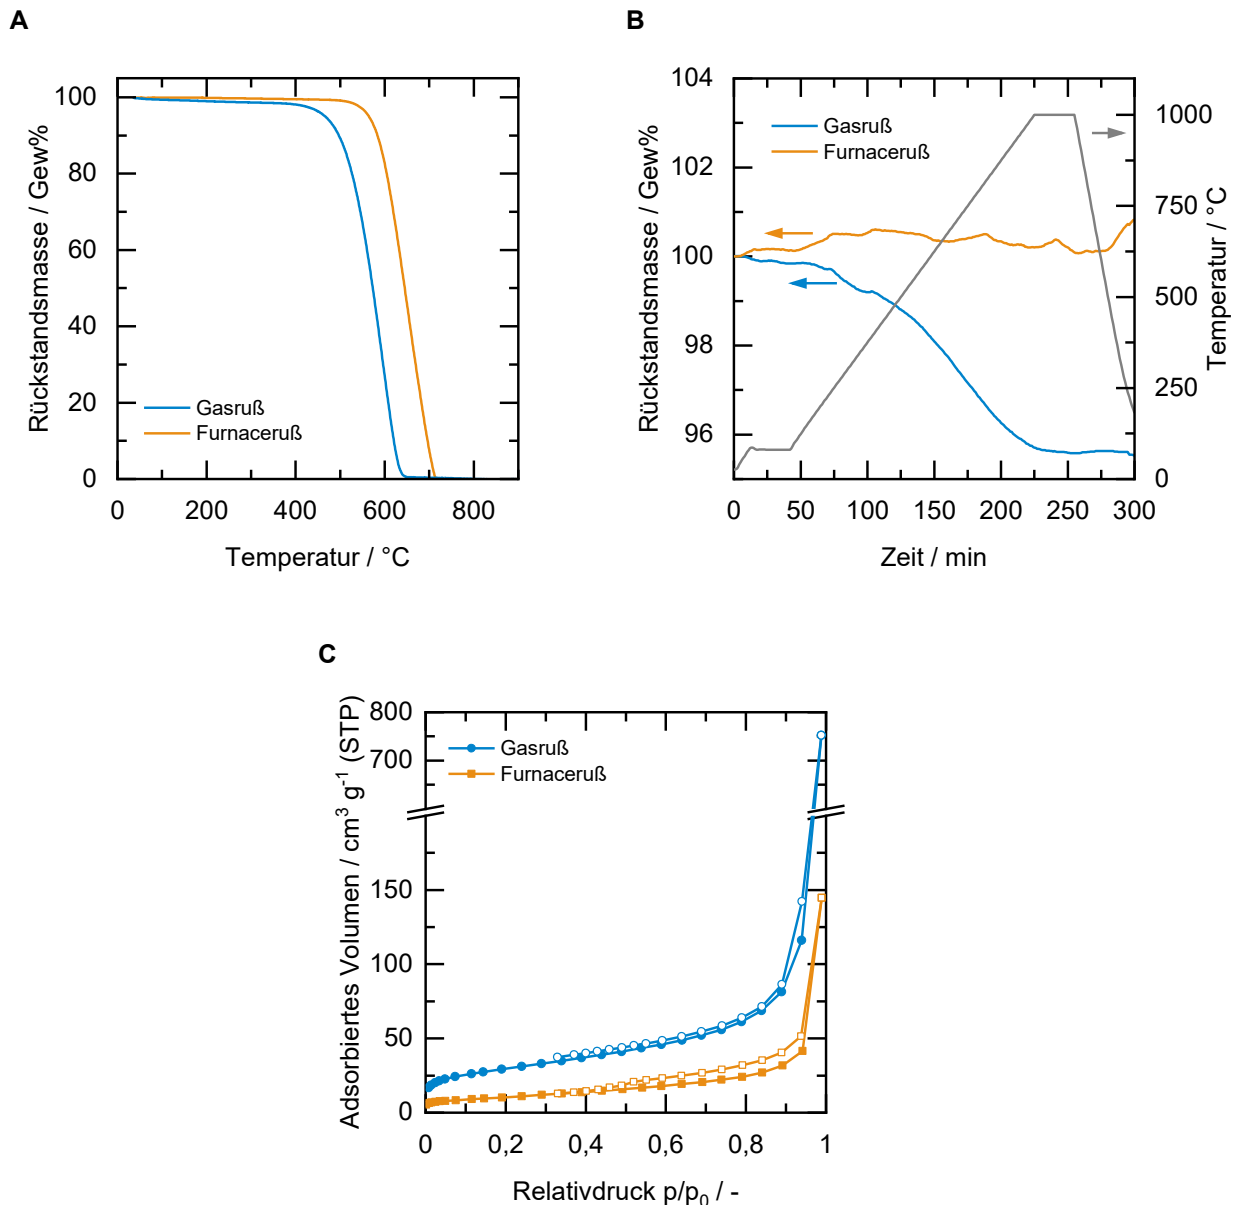 A
Rückstandsmasse / Gew%
100
80
60
40
20
0
Gasruß
Furnaceruß
0 200 400 600 800
Temperatur / °C
B
Rückstandsmasse / Gew%
104
102
100
98
96
Gasruß
Furnaceruß
1000
750
500
250
0
Temperatur / °C
0 50 100 150 200 250 300
Zeit / min
C
Adsorbiertes Volumen / cm³ g⁻¹ (STP)
800
700
150
100
50
0
Gasruß
Furnaceruß
0 0,2 0,4 0,6 0,8 1
Relativdruck p/p₀ / -